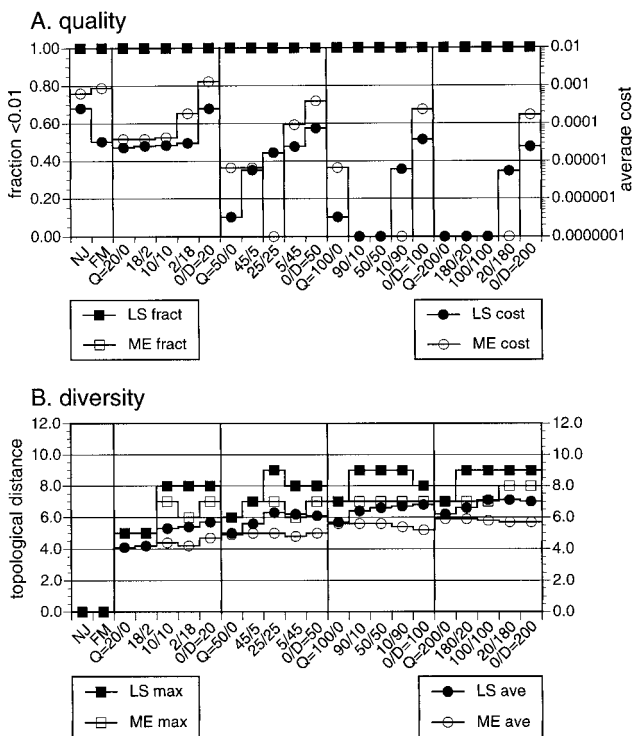 A. quality
1.00
0.80
0.60
0.40
0.20
0.00
fraction <0.01
0.01
0.001
0.0001
0.00001
0.000001
0.0000001
average cost
NJ
FM
Q=20/0
18/2
10/10
2/18
0/D=20
Q=50/0
45/5
25/25
5/45
0/D=50
Q=100/0
90/10
50/50
10/90
0/D=100
Q=200/0
180/20
100/100
20/180
0/D=200
LS fract
ME fract
LS cost
ME cost
B. diversity
12.0
10.0
8.0
6.0
4.0
2.0
0.0
topological distance
12.0
10.0
8.0
6.0
4.0
2.0
0.0
NJ
FM
Q=20/0
18/2
10/10
2/18
0/D=20
Q=50/0
45/5
25/25
5/45
0/D=50
Q=100/0
90/10
50/50
10/90
0/D=100
Q=200/0
180/20
100/100
20/180
0/D=200
LS max
ME max
LS ave
ME ave